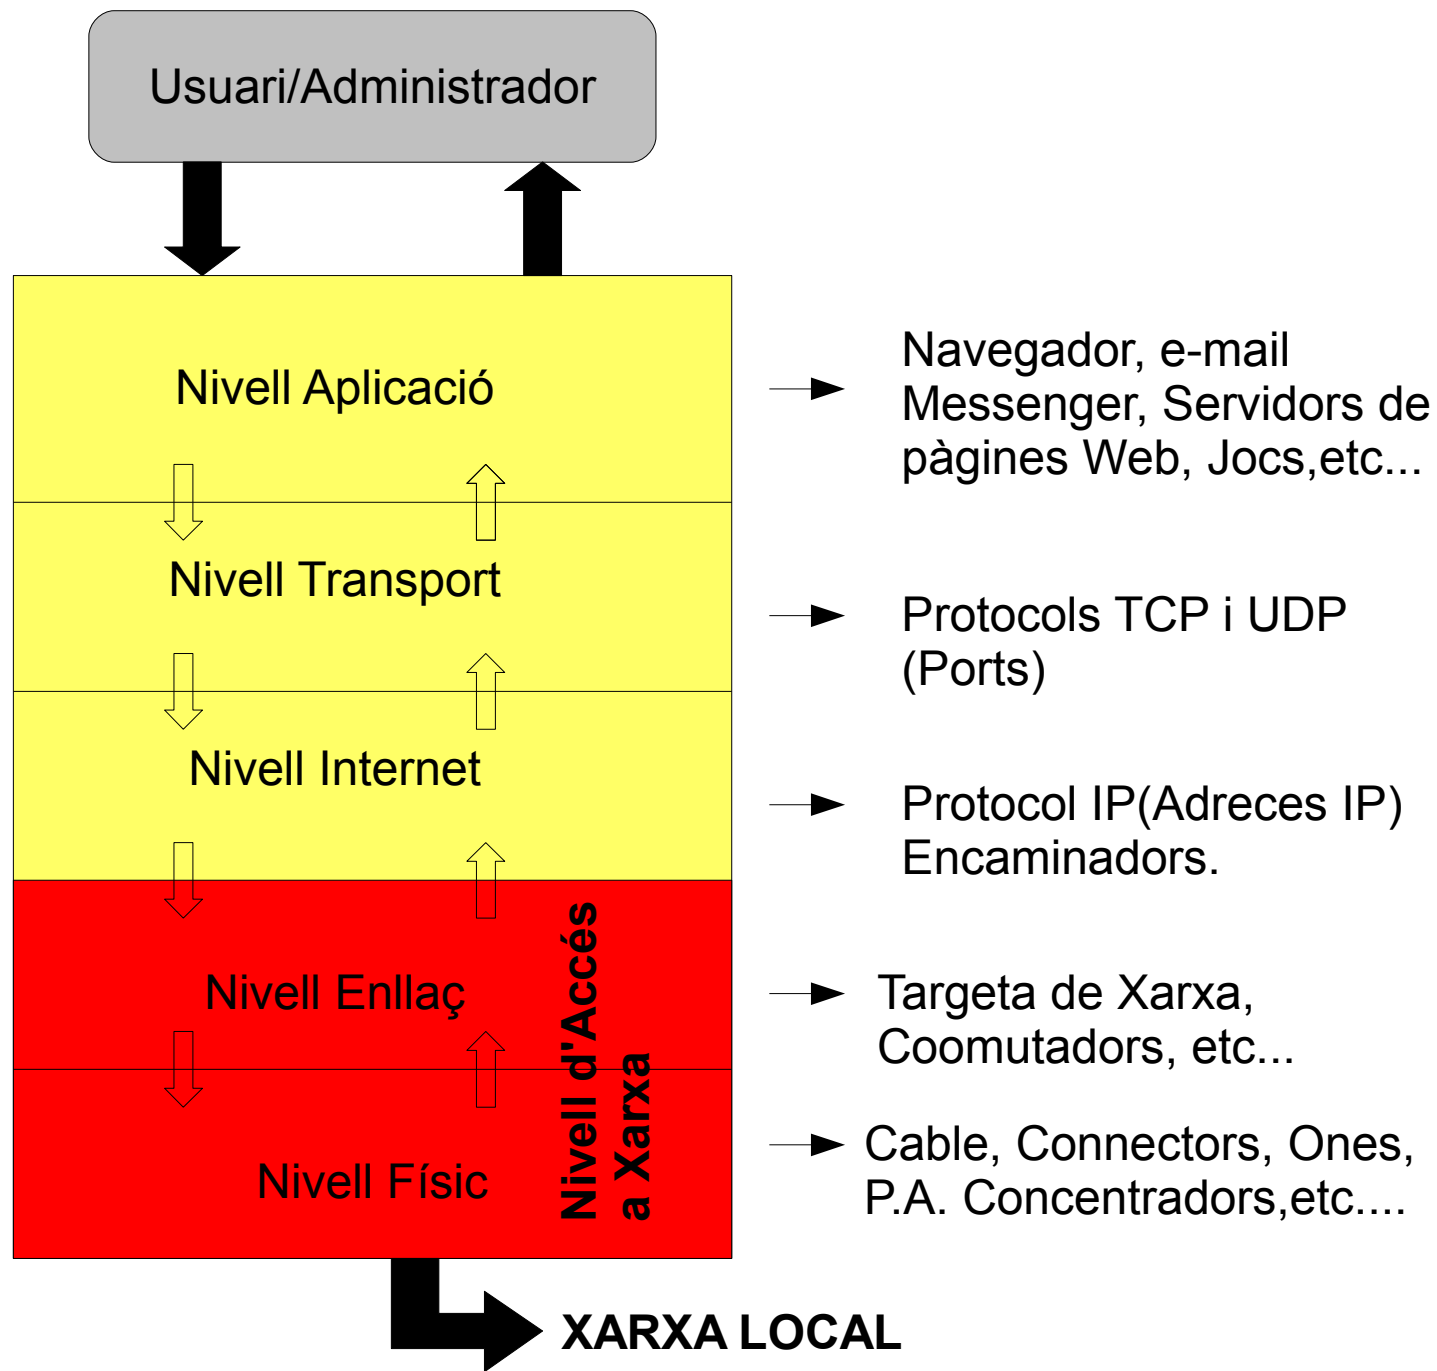 Usuari/Administrador
Nivell Aplicació
Navegador, e-mail
Messenger, Servidors de
pàgines Web, Jocs,etc...
Nivell Transport
Protocols TCP i UDP
(Ports)
Nivell Internet
Protocol IP(Adreces IP)
Encaminadors.
Nivell Enllaç
Targeta de Xarxa,
Coomutadors, etc...
Nivell Físic
Cable, Connectors, Ones,
P.A. Concentradors,etc....
Nivell d'Accés
a Xarxa
XARXA LOCAL